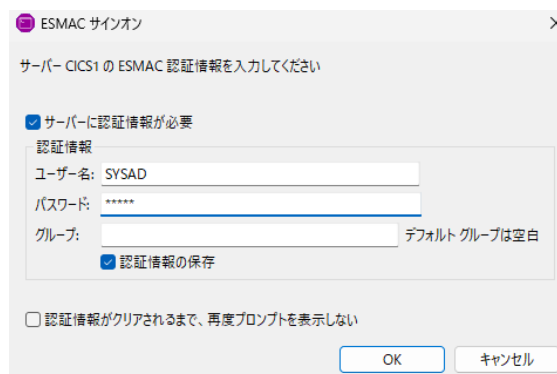 ESMAC サインオン
サーバー CICS1 の ESMAC 認証情報を入力してください
サーバーに認証情報が必要
認証情報
ユーザー名: SYSAD
パスワード: *****
グループ: デフォルト グループは空白
認証情報の保存
認証情報がクリアされるまで、再度プロンプトを表示しない
OK キャンセル